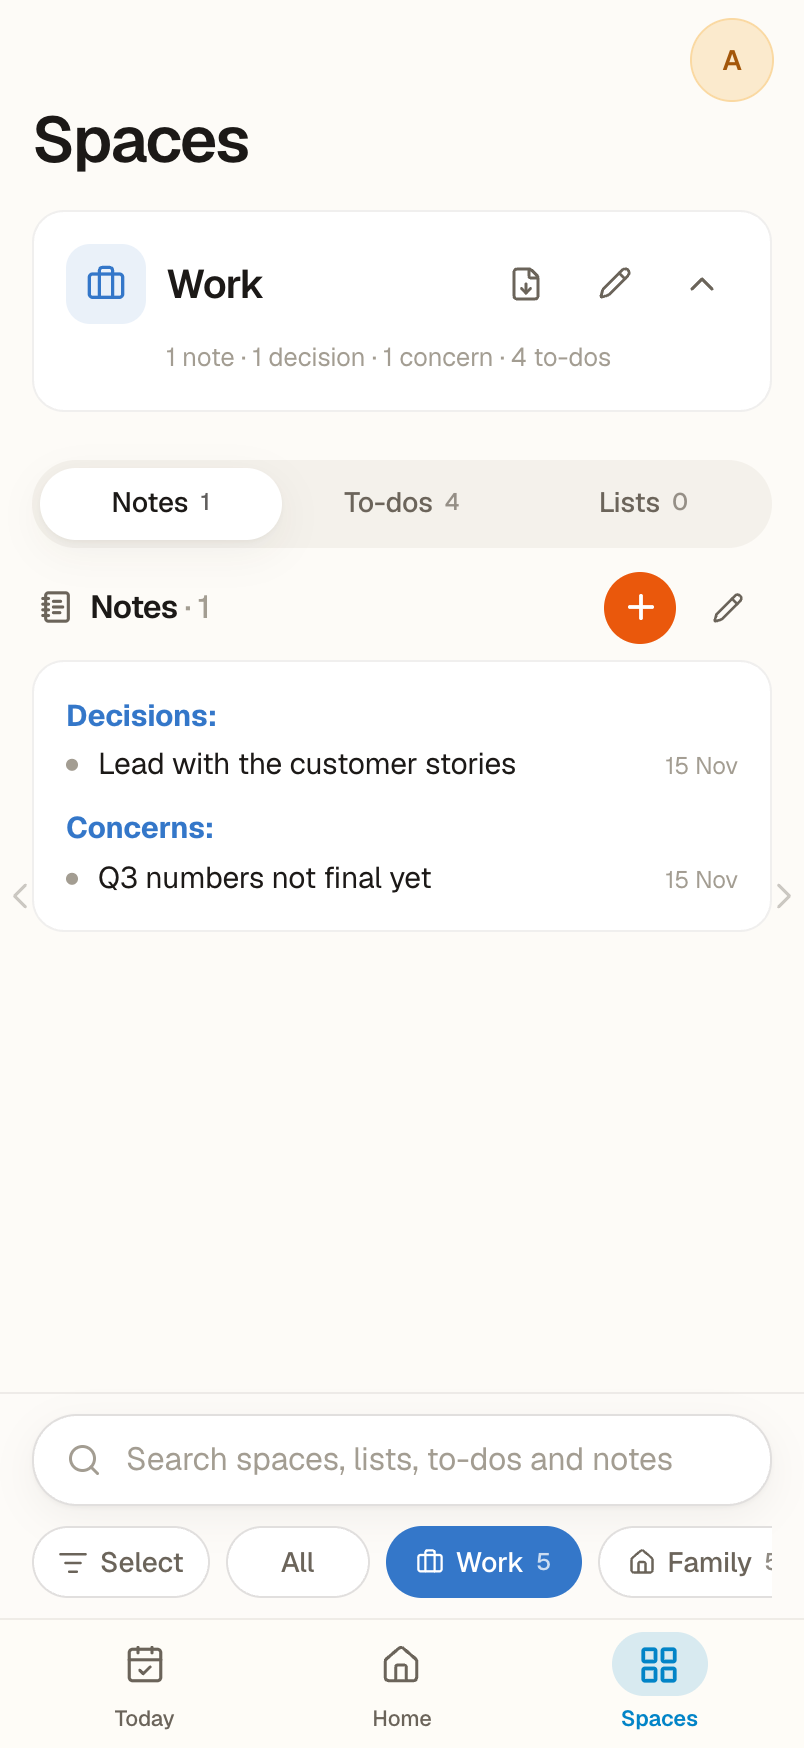 A
Spaces
Work
1 note · 1 decision · 1 concern · 4 to-dos
Notes 1
To-dos 4
Lists 0
Notes · 1
Decisions:
Lead with the customer stories 15 Nov
Concerns:
Q3 numbers not final yet 15 Nov
Search spaces, lists, to-dos and notes
Select
All
Work 5
Family
Today
Home
Spaces